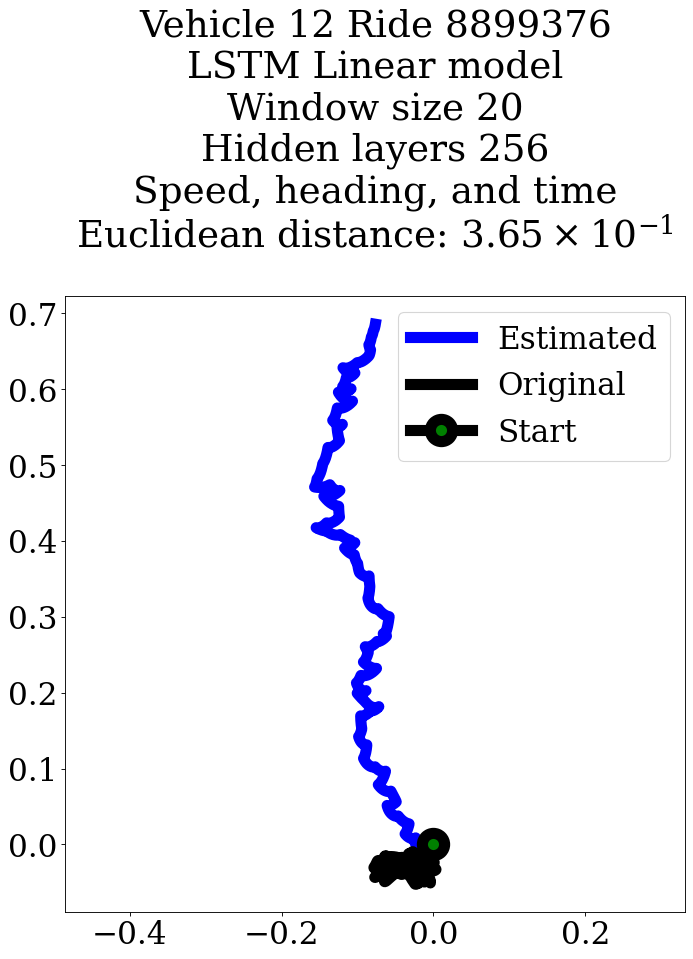 Vehicle 12 Ride 8899376
LSTM Linear model
Window size 20
Hidden layers 256
Speed, heading, and time
Euclidean distance: 3.65 × 10⁻¹
Estimated
Original
Start
0.7
0.6
0.5
0.4
0.3
0.2
0.1
0.0
−0.4 −0.2 0.0 0.2